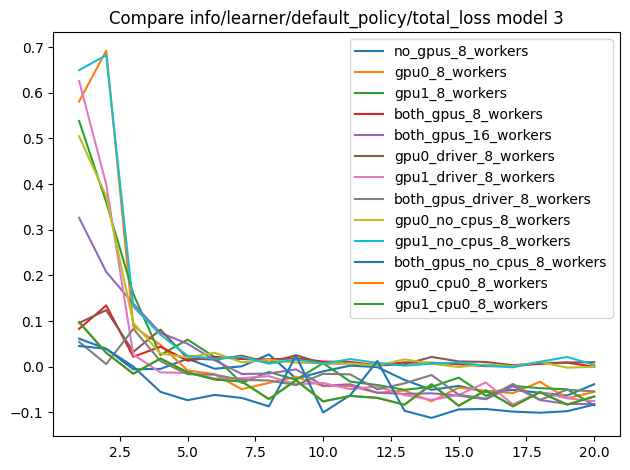 Compare info/learner/default_policy/total_loss model 3
0.7
0.6
0.5
0.4
0.3
0.2
0.1
0.0
−0.1
no_gpus_8_workers
gpu0_8_workers
gpu1_8_workers
both_gpus_8_workers
both_gpus_16_workers
gpu0_driver_8_workers
gpu1_driver_8_workers
both_gpus_driver_8_workers
gpu0_no_cpus_8_workers
gpu1_no_cpus_8_workers
both_gpus_no_cpus_8_workers
gpu0_cpu0_8_workers
gpu1_cpu0_8_workers
2.5 5.0 7.5 10.0 12.5 15.0 17.5 20.0